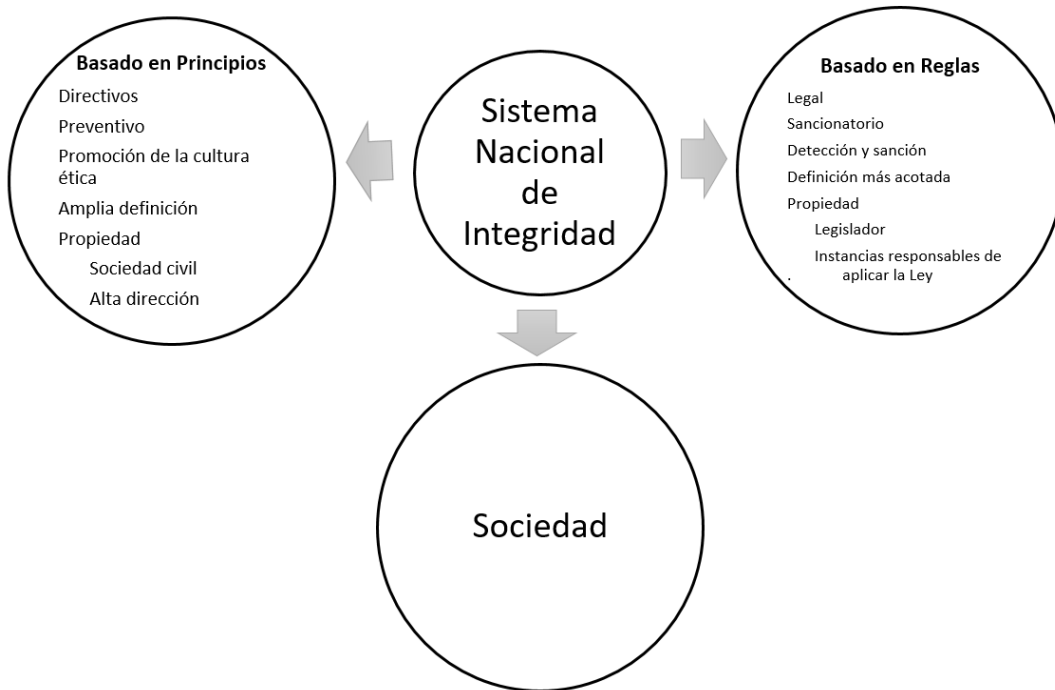 Basado en Principios
Directivos
Preventivo
Promoción de la cultura
ética
Amplia definición
Propiedad
Sociedad civil
Alta dirección
Sistema
Nacional
de
Integridad
Basado en Reglas
Legal
Sancionatorio
Detección y sanción
Definición más acotada
Propiedad
Legislador
Instancias responsables de
. aplicar la Ley
Sociedad